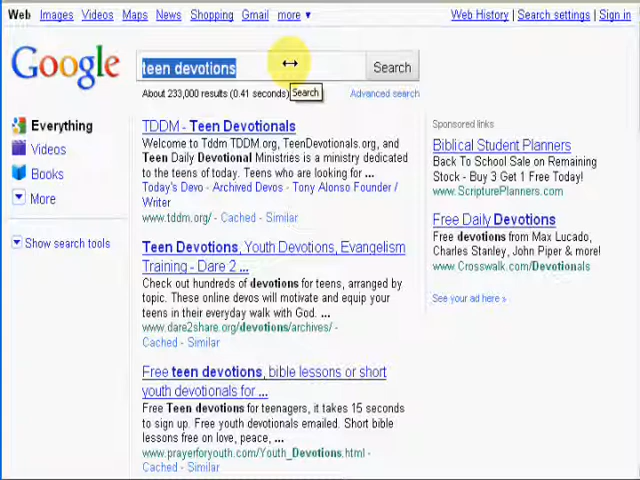 Web Images Videos Maps News Shopping Gmail more ▼
Web History | Search settings | Sign in
Google
teen devotions
Search
About 233,000 results (0.41 seconds)
Search
Advanced search
Everything
Videos
Books
More
Show search tools
TDDM - Teen Devotionals
Welcome to Tddm TDDM.org, TeenDevotionals.org, and
Teen Daily Devotional Ministries is a ministry dedicated
to the teens of today. Teens who are looking for ...
Today's Devo - Archived Devos - Tony Alonso Founder /
Writer
www.tddm.org/ - Cached - Similar
Teen Devotions, Youth Devotions, Evangelism
Training - Dare 2 ...
Check out hundreds of devotions for teens, arranged by
topic. These online devos will motivate and equip your
teens in their everyday walk with God. ...
www.dare2share.org/devotions/archives/ -
Cached - Similar
Free teen devotions, bible lessons or short
youth devotionals for ...
Free Teen devotions for teenagers, it takes 15 seconds
to sign up. Free youth devotionals emailed. Short bible
lessons free on love, peace, ...
www.prayerforyouth.com/Youth_Devotions.html -
Cached - Similar
Sponsored links
Biblical Student Planners
Back To School Sale on Remaining
Stock - Buy 3 Get 1 Free Today!
www.ScripturePlanners.com
Free Daily Devotions
Free devotions from Max Lucado,
Charles Stanley, John Piper & more!
www.Crosswalk.com/Devotionals
See your ad here »